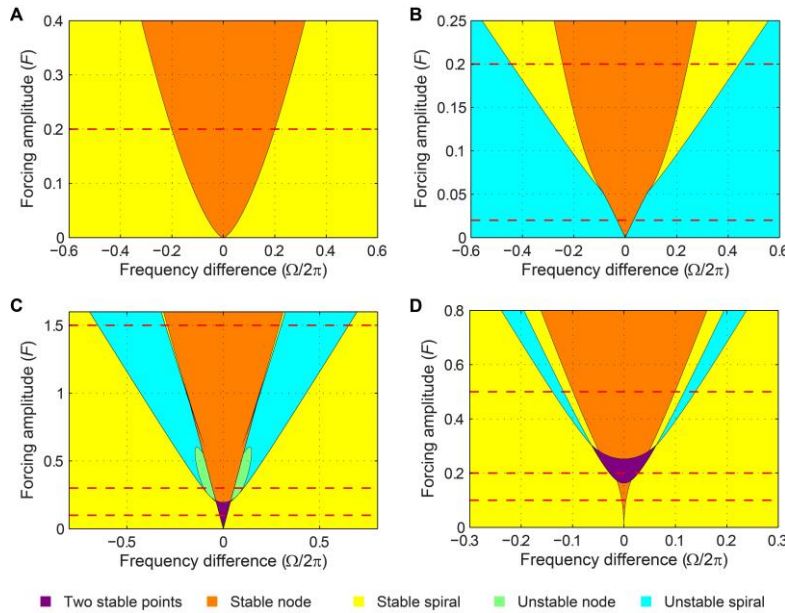 A
Forcing amplitude (F)
0.4
0.3
0.2
0.1
0
−0.6 −0.4 −0.2 0 0.2 0.4 0.6
Frequency difference (Ω/2π)
B
Forcing amplitude (F)
0.25
0.2
0.15
0.1
0.05
0
−0.6 −0.4 −0.2 0 0.2 0.4 0.6
Frequency difference (Ω/2π)
C
Forcing amplitude (F)
1.5
1
0.5
0
−0.5 0 0.5
Frequency difference (Ω/2π)
D
Forcing amplitude (F)
0.8
0.6
0.4
0.2
0
−0.3 −0.2 −0.1 0 0.1 0.2 0.3
Frequency difference (Ω/2π)
Two stable points Stable node Stable spiral Unstable node Unstable spiral